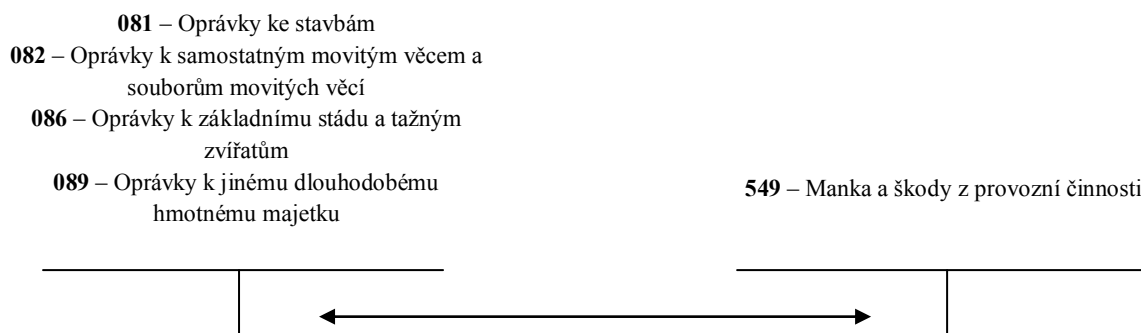 081 – Oprávky ke stavbám
082 – Oprávky k samostatným movitým věcem a
souborům movitých věcí
086 – Oprávky k základnímu stádu a tažným
zvířatům
089 – Oprávky k jinému dlouhodobému
hmotnému majetku
549 – Manka a škody z provozní činnosti